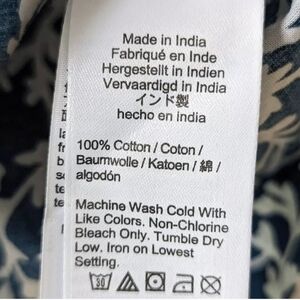 Made in India
Fabriqué en Inde
Hergestellt in Indien
Vervaardigd in India
インド製
hecho en india
100% Cotton / Coton /
Baumwolle / Katoen / 綿 /
algodón
Machine Wash Cold With
Like Colors. Non-Chlorine
Bleach Only. Tumble Dry
Low. Iron on Lowest
Setting.
30